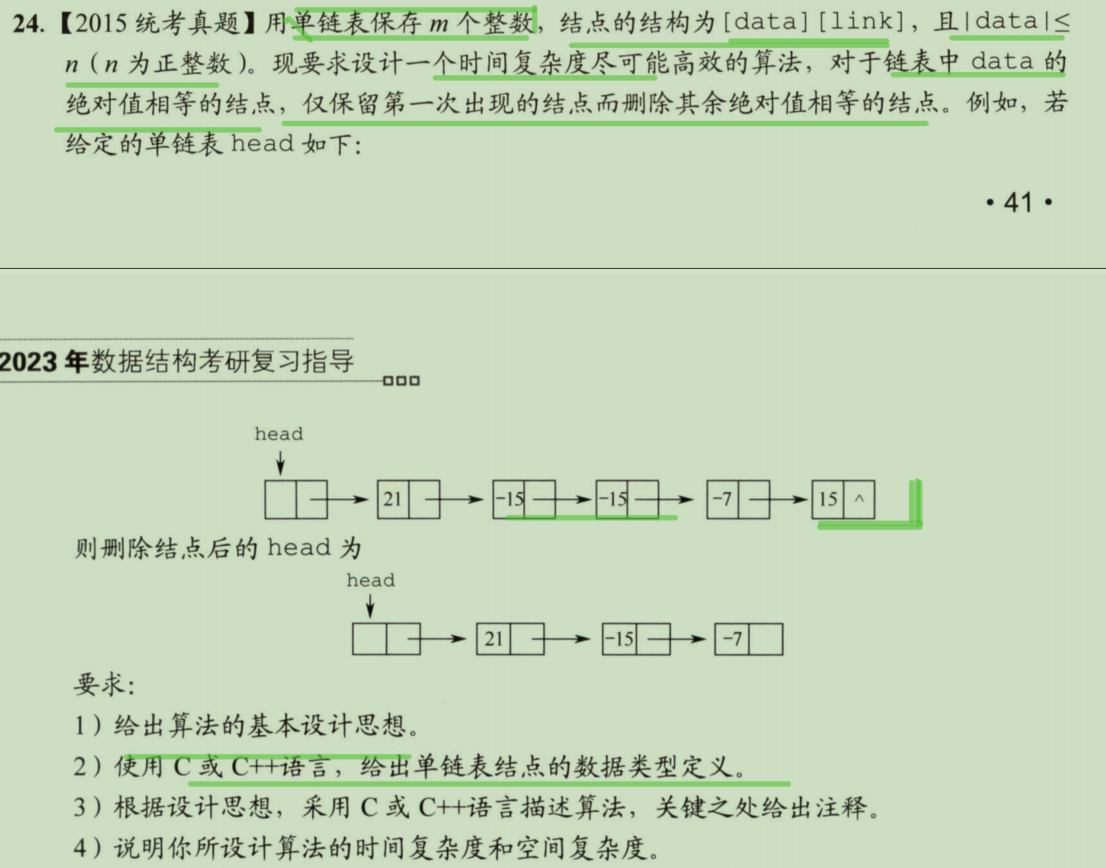 24.【2015 统考真题】用单链表保存 m 个整数，结点的结构为[data][link]，且|data|≤
n（n 为正整数）。现要求设计一个时间复杂度尽可能高效的算法，对于链表中 data 的
绝对值相等的结点，仅保留第一次出现的结点而删除其余绝对值相等的结点。例如，若
给定的单链表 head 如下：
• 41 •
2023 年数据结构考研复习指导
head
21 -15 -15 -7 15 ^
则删除结点后的 head 为
head
21 -15 -7
要求：
1）给出算法的基本设计思想。
2）使用 C 或 C++语言，给出单链表结点的数据类型定义。
3）根据设计思想，采用 C 或 C++语言描述算法，关键之处给出注释。
4）说明你所设计算法的时间复杂度和空间复杂度。